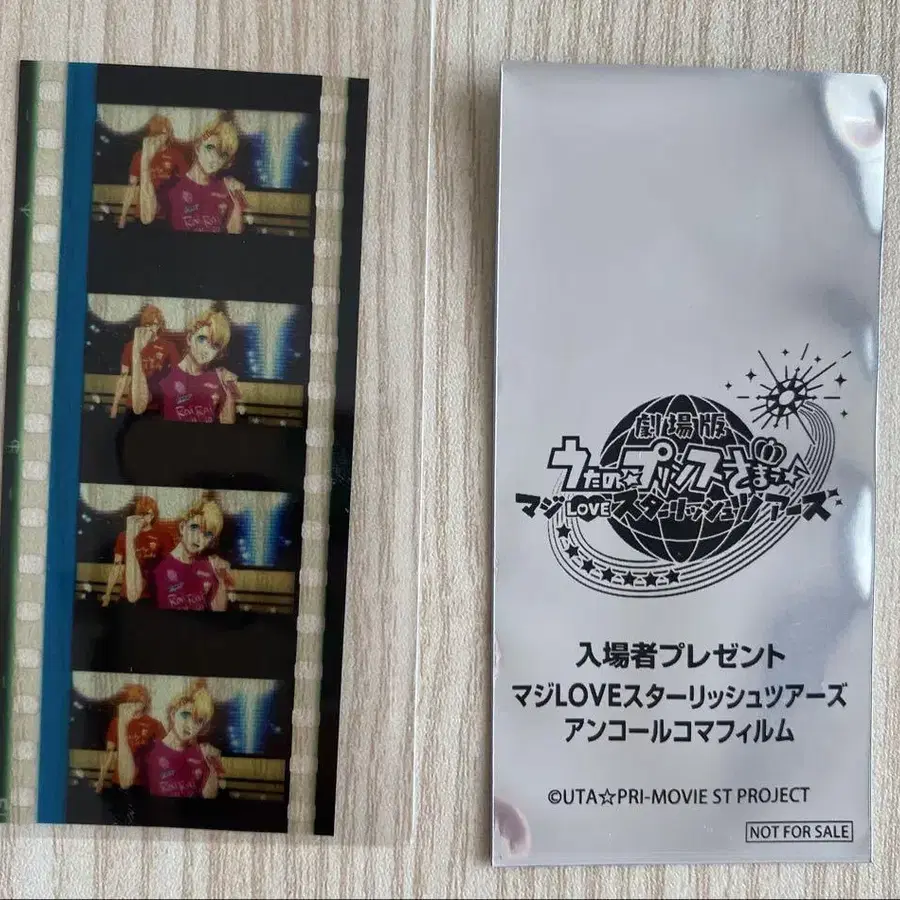 劇場版
うたの☆プリンスさまっ♪
マジLOVEスターリッシュツアーズ
入場者プレゼント
マジLOVEスターリッシュツアーズ
アンコールコマフィルム
©UTA☆PRI-MOVIE ST PROJECT
NOT FOR SALE